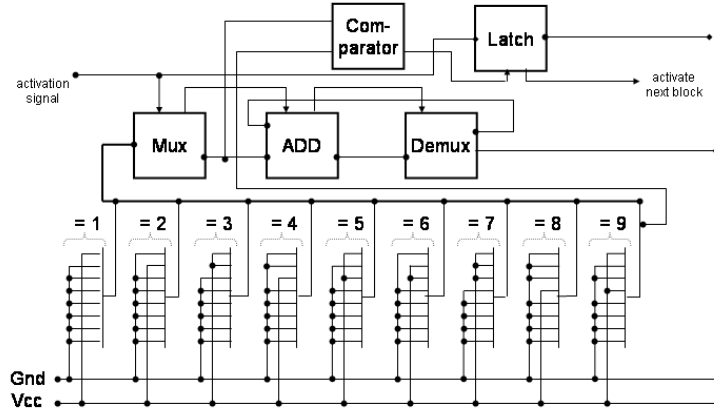 Com-
parator
Latch
activation
signal
activate
next block
Mux
ADD
Demux
= 1
= 2
= 3
= 4
= 5
= 6
= 7
= 8
= 9
Gnd
Vcc